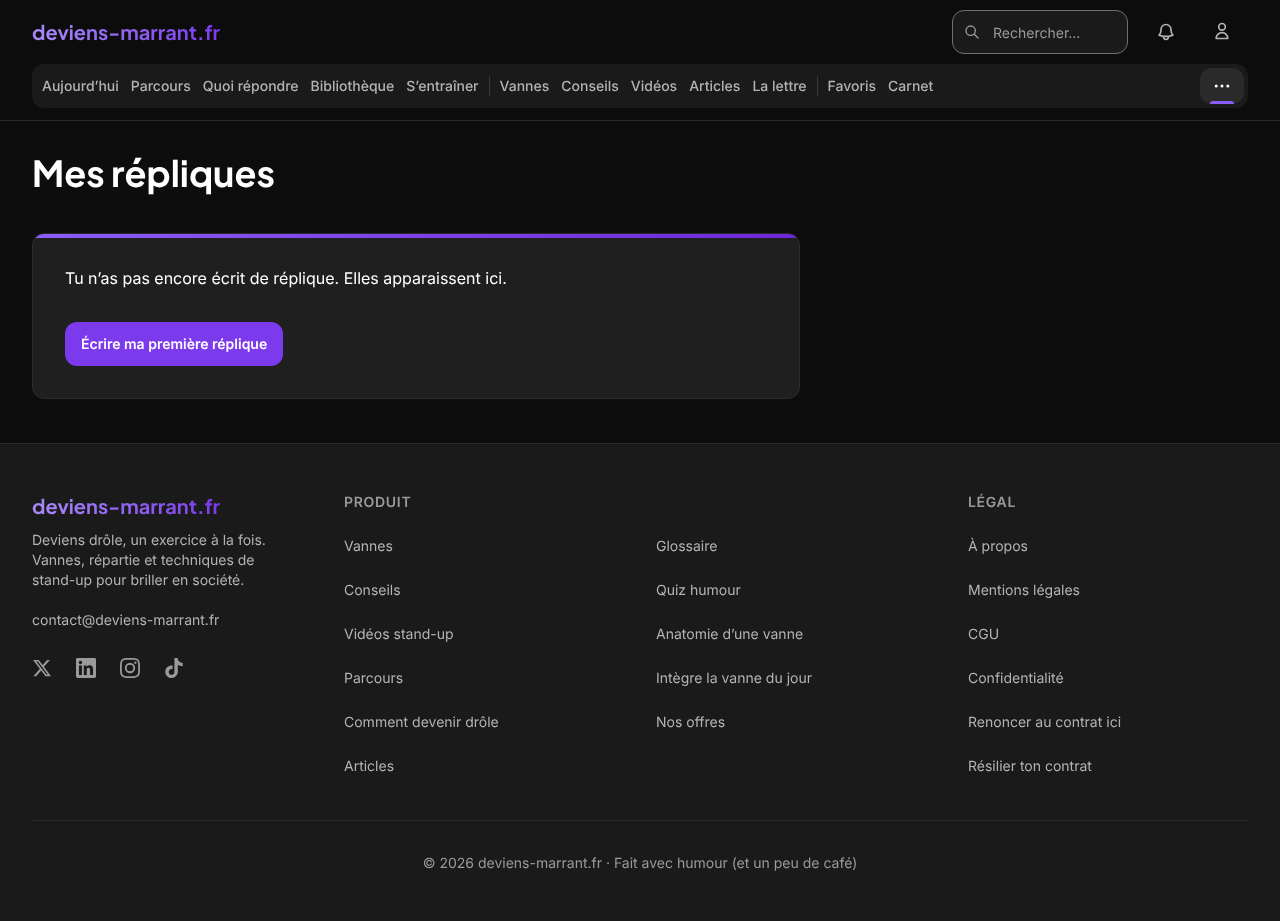 deviens-marrant.fr
Rechercher...
Aujourd’hui Parcours Quoi répondre Bibliothèque S’entraîner Vannes Conseils Vidéos Articles La lettre Favoris Carnet
Mes répliques
Tu n’as pas encore écrit de réplique. Elles apparaissent ici.
Écrire ma première réplique
deviens-marrant.fr
Deviens drôle, un exercice à la fois.
Vannes, répartie et techniques de
stand-up pour briller en société.
contact@deviens-marrant.fr
PRODUIT
Vannes
Conseils
Vidéos stand-up
Parcours
Comment devenir drôle
Articles
Glossaire
Quiz humour
Anatomie d’une vanne
Intègre la vanne du jour
Nos offres
LÉGAL
À propos
Mentions légales
CGU
Confidentialité
Renoncer au contrat ici
Résilier ton contrat
© 2026 deviens-marrant.fr · Fait avec humour (et un peu de café)